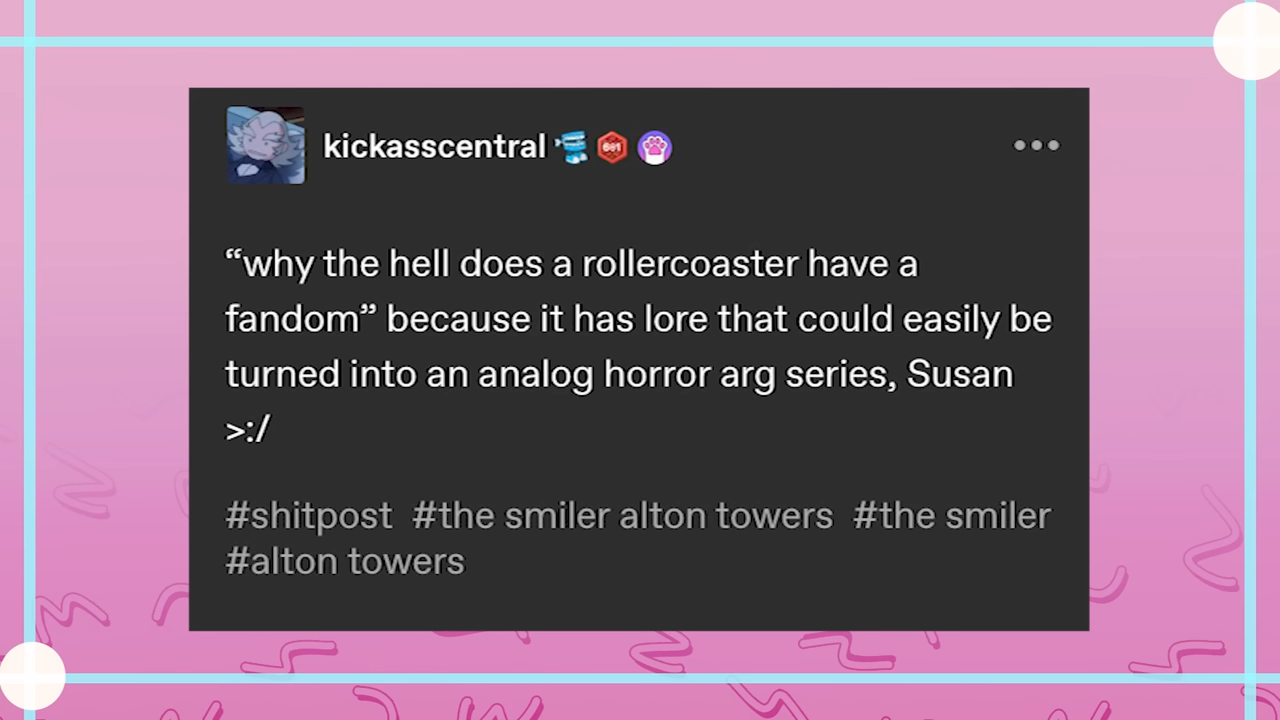 kickasscentral
“why the hell does a rollercoaster have a
fandom” because it has lore that could easily be
turned into an analog horror arg series, Susan
>:/
#shitpost #the smiler alton towers #the smiler
#alton towers